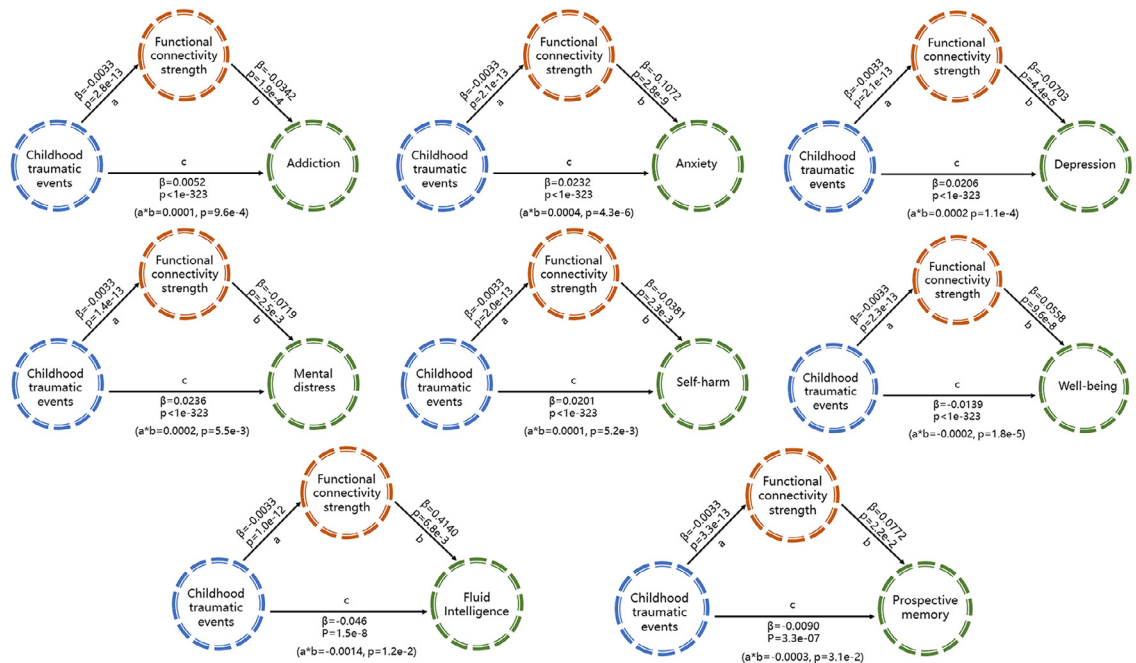 Functional
connectivity
strength
β=-0.0033
p=2.8e-13
a
β=-0.0342
p=1.9e-4
b
Childhood
traumatic
events
c
Addiction
β=0.0052
p<1e-323
(a*b=0.0001, p=9.6e-4)
Functional
connectivity
strength
β=-0.0033
p=2.1e-13
a
β=-0.1072
p=2.8e-9
b
Childhood
traumatic
events
c
Anxiety
β=0.0232
p<1e-323
(a*b=0.0004, p=4.3e-6)
Functional
connectivity
strength
β=-0.0033
p=2.1e-13
a
β=-0.0703
p=4.4e-6
b
Childhood
traumatic
events
c
Depression
β=0.0206
p<1e-323
(a*b=0.0002 p=1.1e-4)
Functional
connectivity
strength
β=-0.0033
p=1.4e-13
a
β=-0.0719
p=2.5e-3
b
Childhood
traumatic
events
c
Mental
distress
β=0.0236
p<1e-323
(a*b=0.0002, p=5.5e-3)
Functional
connectivity
strength
β=-0.0033
p=2.0e-13
a
β=-0.0381
p=2.3e-3
b
Childhood
traumatic
events
c
Self-harm
β=0.0201
p<1e-323
(a*b=0.0001, p=5.2e-3)
Functional
connectivity
strength
β=-0.0033
p=2.3e-13
a
β=0.0558
p=9.6e-8
b
Childhood
traumatic
events
c
Well-being
β=-0.0139
p<1e-323
(a*b=-0.0002, p=1.8e-5)
Functional
connectivity
strength
β=-0.0033
p=1.0e-12
a
β=0.4140
p=6.8e-3
b
Childhood
traumatic
events
c
Fluid
Intelligence
β=-0.046
P=1.5e-8
(a*b=-0.0014, p=1.2e-2)
Functional
connectivity
strength
β=-0.0033
p=3.3e-13
a
β=0.0772
p=2.2e-2
b
Childhood
traumatic
events
c
Prospective
memory
β=-0.0090
P=3.3e-07
(a*b=-0.0003, p=3.1e-2)